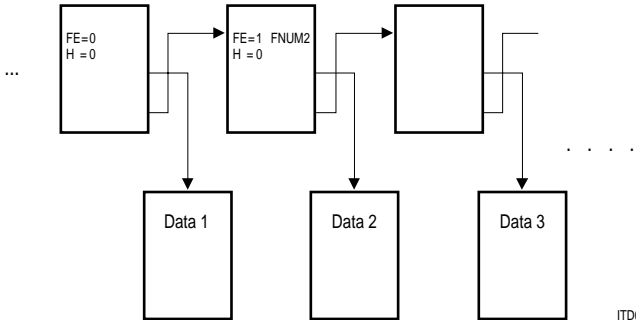 FE=0
H =0
FE=1 FNUM2
H =0
...
. . . .
Data 1
Data 2
Data 3